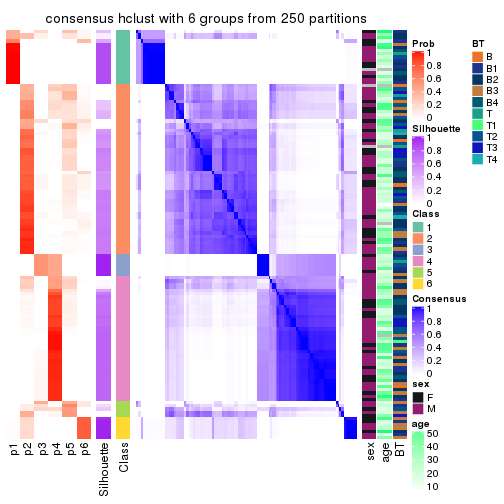 consensus hclust with 6 groups from 250 partitions
p1
p2
p3
p4
p5
p6
Silhouette
Class
sex
age
BT
Prob
1
0.8
0.6
0.4
0.2
0
Silhouette
1
0.8
0.6
0.4
0.2
0
Class
1
2
3
4
5
6
Consensus
1
0.8
0.6
0.4
0.2
0
sex
F
M
age
50
40
30
20
10
BT
B
B1
B2
B3
B4
T
T1
T2
T3
T4